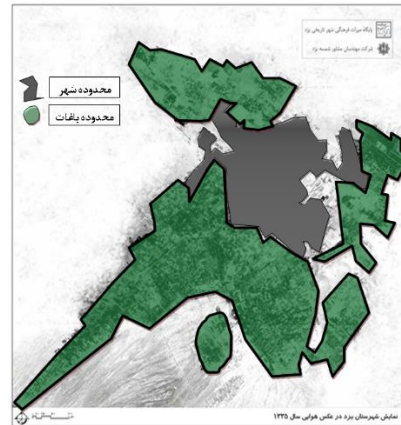 پایگاه میراث فرهنگی شهر تاریخی یزد
شرکت مهندسان مشاور شمسه یزد
محدوده شهر
محدوده باغات
نمایش شهرستان یزد در عکس هوایی سال ۱۳۳۵